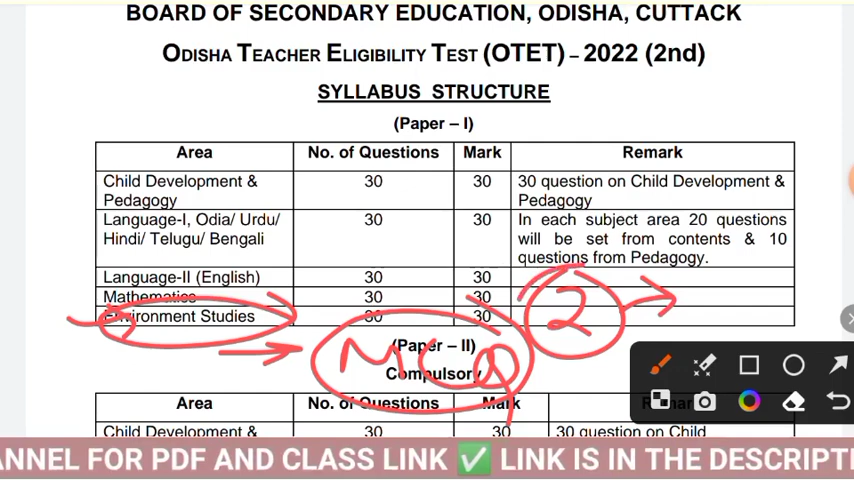 BOARD OF SECONDARY EDUCATION, ODISHA, CUTTACK
ODISHA TEACHER ELIGIBILITY TEST (OTET) – 2022 (2nd)
SYLLABUS STRUCTURE
(Paper – I)
Area No. of Questions Mark Remark
Child Development & Pedagogy 30 30 30 question on Child Development & Pedagogy
Language-I, Odia/ Urdu/ Hindi/ Telugu/ Bengali 30 30 In each subject area 20 questions will be set from contents & 10 questions from Pedagogy.
Language-II (English) 30 30
Mathematics 30 30
Environment Studies 30 30
2
MCQ
(Paper – II)
Compulsory
Area No. of Questions Mark
Child Development & 30 30 30 question on Child
ANNEL FOR PDF AND CLASS LINK ✅ LINK IS IN THE DESCRIPT